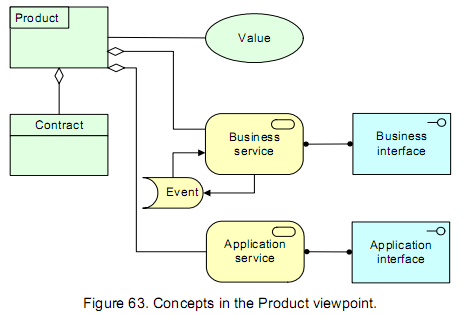 Product
Value
Contract
Business
service
Business
interface
Event
Application
service
Application
interface
Figure 63. Concepts in the Product viewpoint.